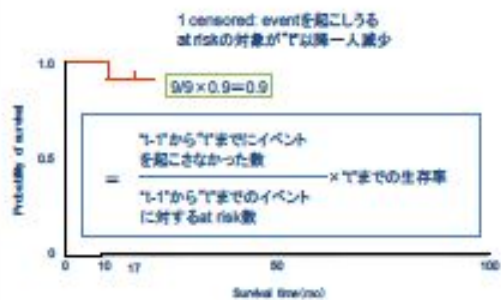 1 censored: eventを起こしうる
at riskの対象が"t"以降一人減少
1.0
9/9×0.9=0.9
"t-1"から"t"までにイベント
を起こさなかった数
=
×"t"までの生存率
"t-1"から"t"までのイベント
に対するat risk数
0.5
0
Probability of survival
0
10
17
50
100
Survival time(mo)